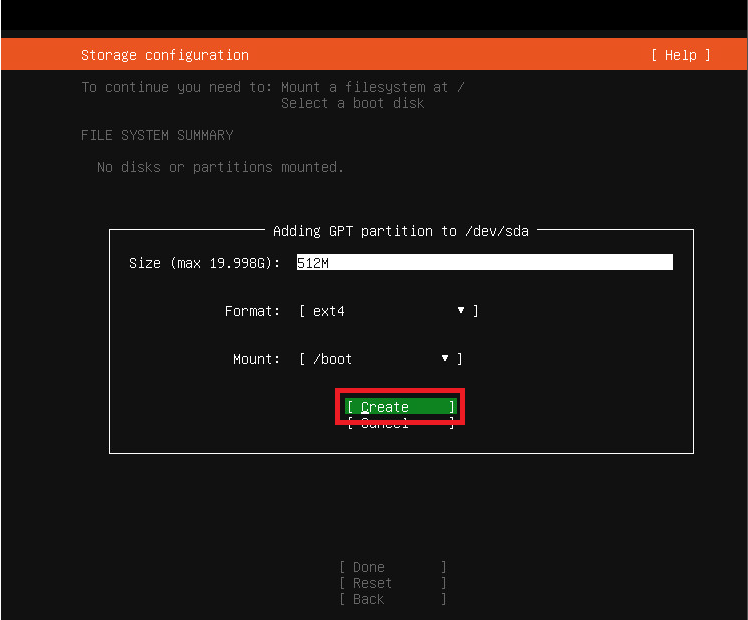 Storage configuration [ Help ]
To continue you need to: Mount a filesystem at /
Select a boot disk
FILE SYSTEM SUMMARY
No disks or partitions mounted.
Adding GPT partition to /dev/sda
Size (max 19.998G): 512M
Format: [ ext4 ▾ ]
Mount: [ /boot ▾ ]
[ Create ]
[ Cancel ]
[ Done ]
[ Reset ]
[ Back ]